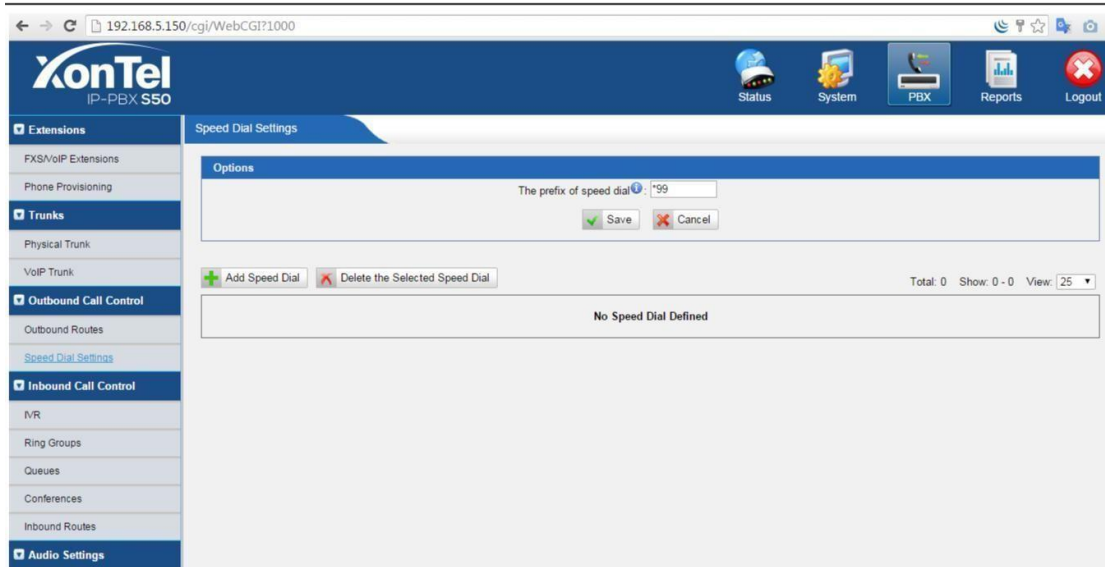 192.168.5.150/cgi/WebCGI?1000
XonTel
IP-PBX S50
Status
System
PBX
Reports
Logout
Extensions
FXS/VoIP Extensions
Phone Provisioning
Trunks
Physical Trunk
VoIP Trunk
Outbound Call Control
Outbound Routes
Speed Dial Settings
Inbound Call Control
IVR
Ring Groups
Queues
Conferences
Inbound Routes
Audio Settings
Speed Dial Settings
Options
The prefix of speed dial : *99
Save Cancel
Add Speed Dial Delete the Selected Speed Dial Total: 0 Show: 0 - 0 View: 25
No Speed Dial Defined